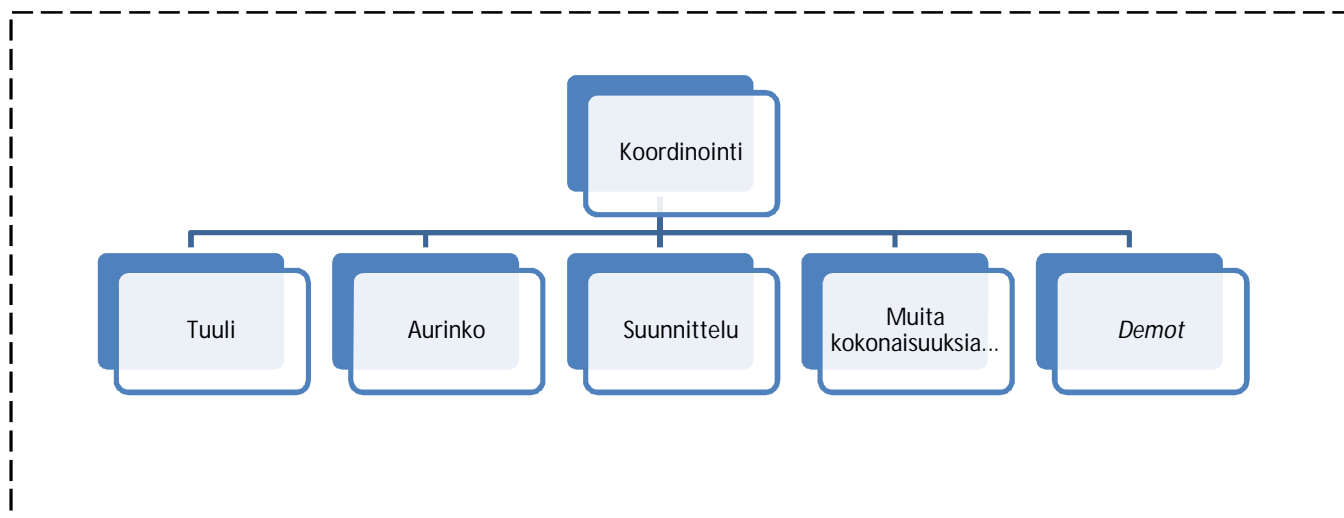 Koordinointi
Tuuli
Aurinko
Suunnittelu
Muita
kokonaisuuksia...
Demot